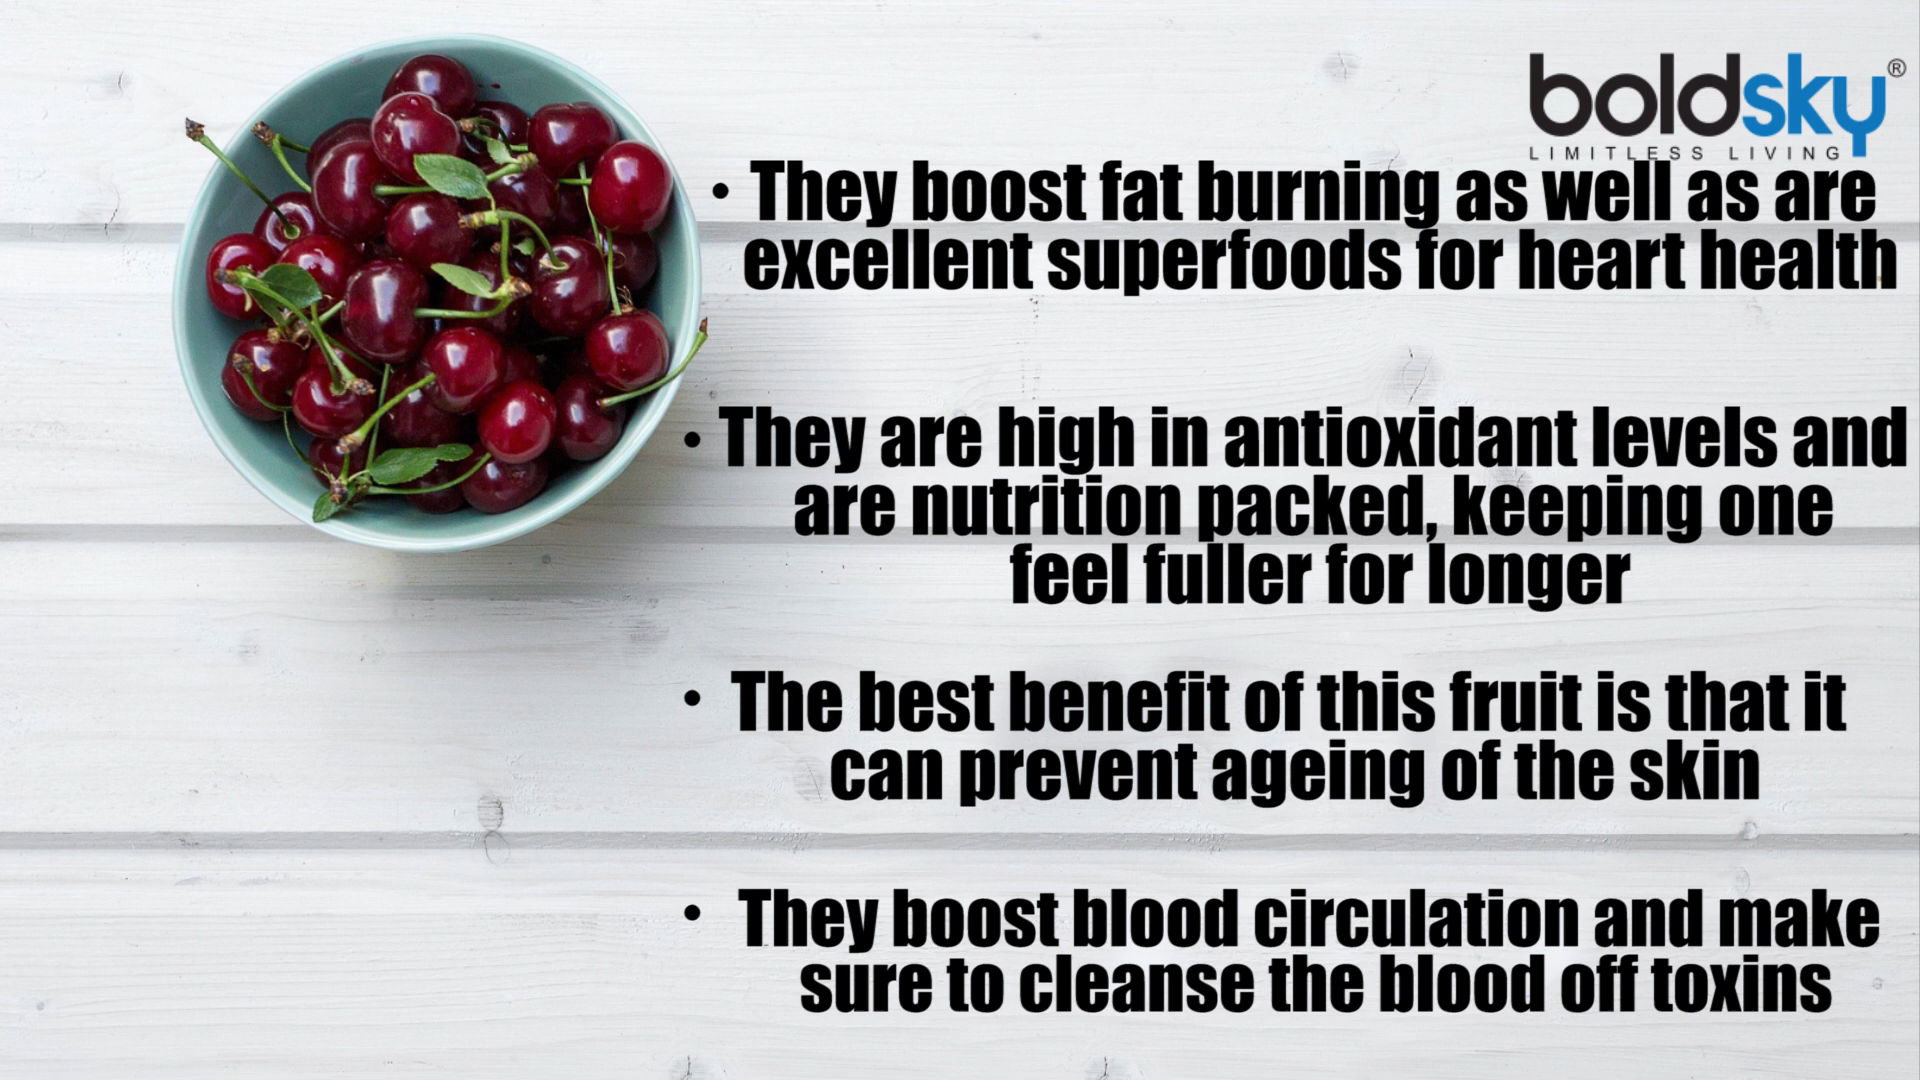 boldsky®
LIMITLESS LIVING
• They boost fat burning as well as are
excellent superfoods for heart health
• They are high in antioxidant levels and
are nutrition packed, keeping one
feel fuller for longer
• The best benefit of this fruit is that it
can prevent ageing of the skin
• They boost blood circulation and make
sure to cleanse the blood off toxins